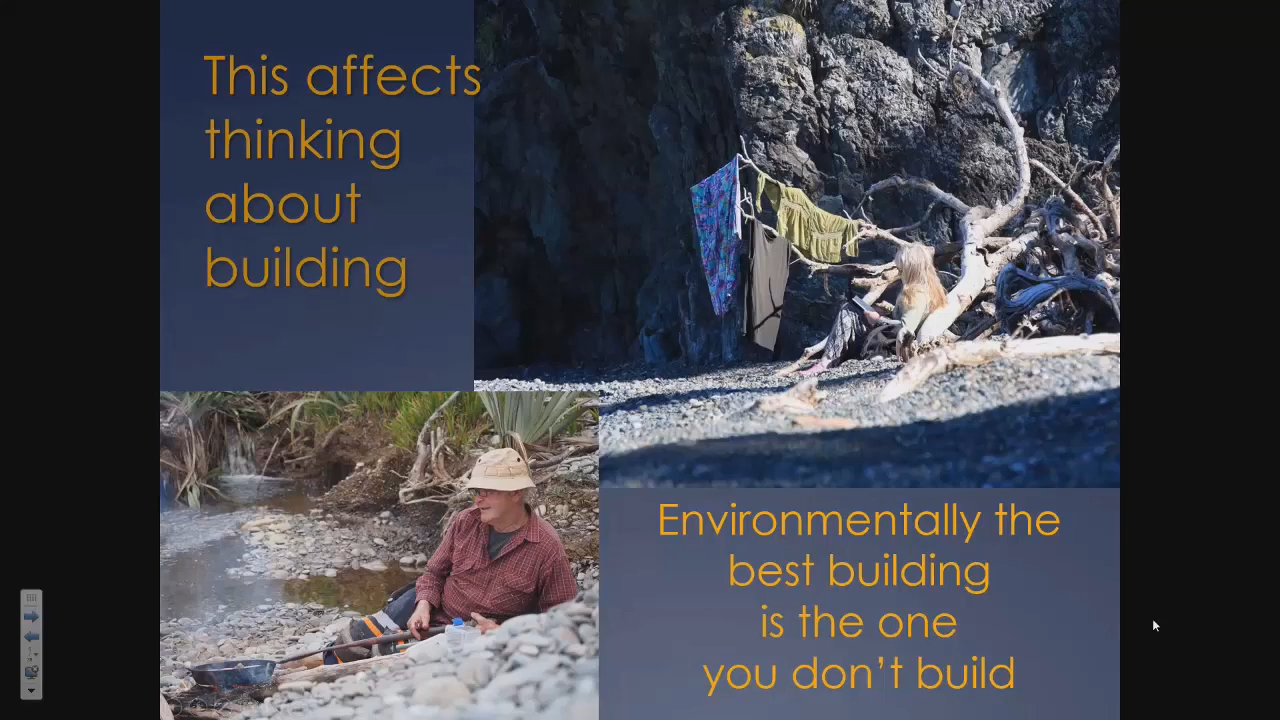 This affects
thinking
about
building
Environmentally the
best building
is the one
you don’t build